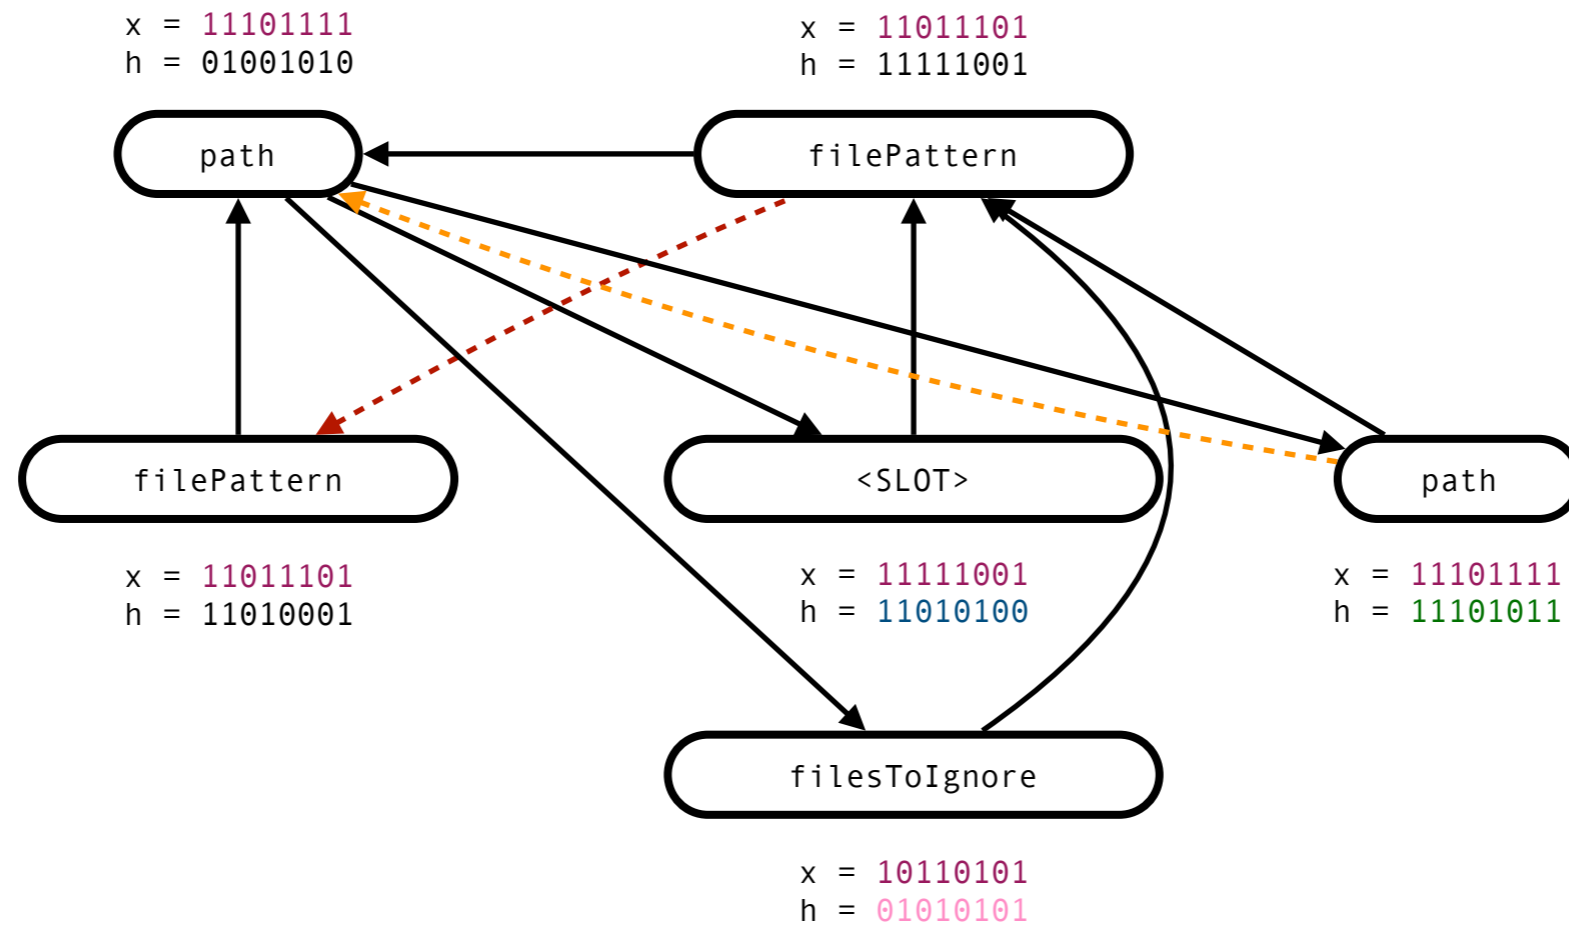 x = 11101111
h = 01001010
x = 11011101
h = 11111001
path
filePattern
filePattern
<SLOT>
path
x = 11011101
h = 11010001
x = 11111001
h = 11010100
x = 11101111
h = 11101011
filesToIgnore
x = 10110101
h = 01010101